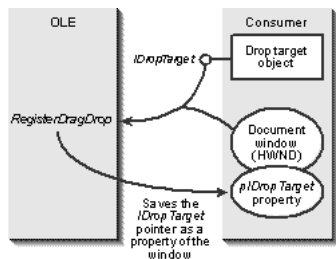 OLE
Consumer
IDropTarget
Drop target
object
RegisterDragDrop
Document
window
(HWND)
pIDropTarget
property
Saves the
IDropTarget
pointer as a
property of the
window